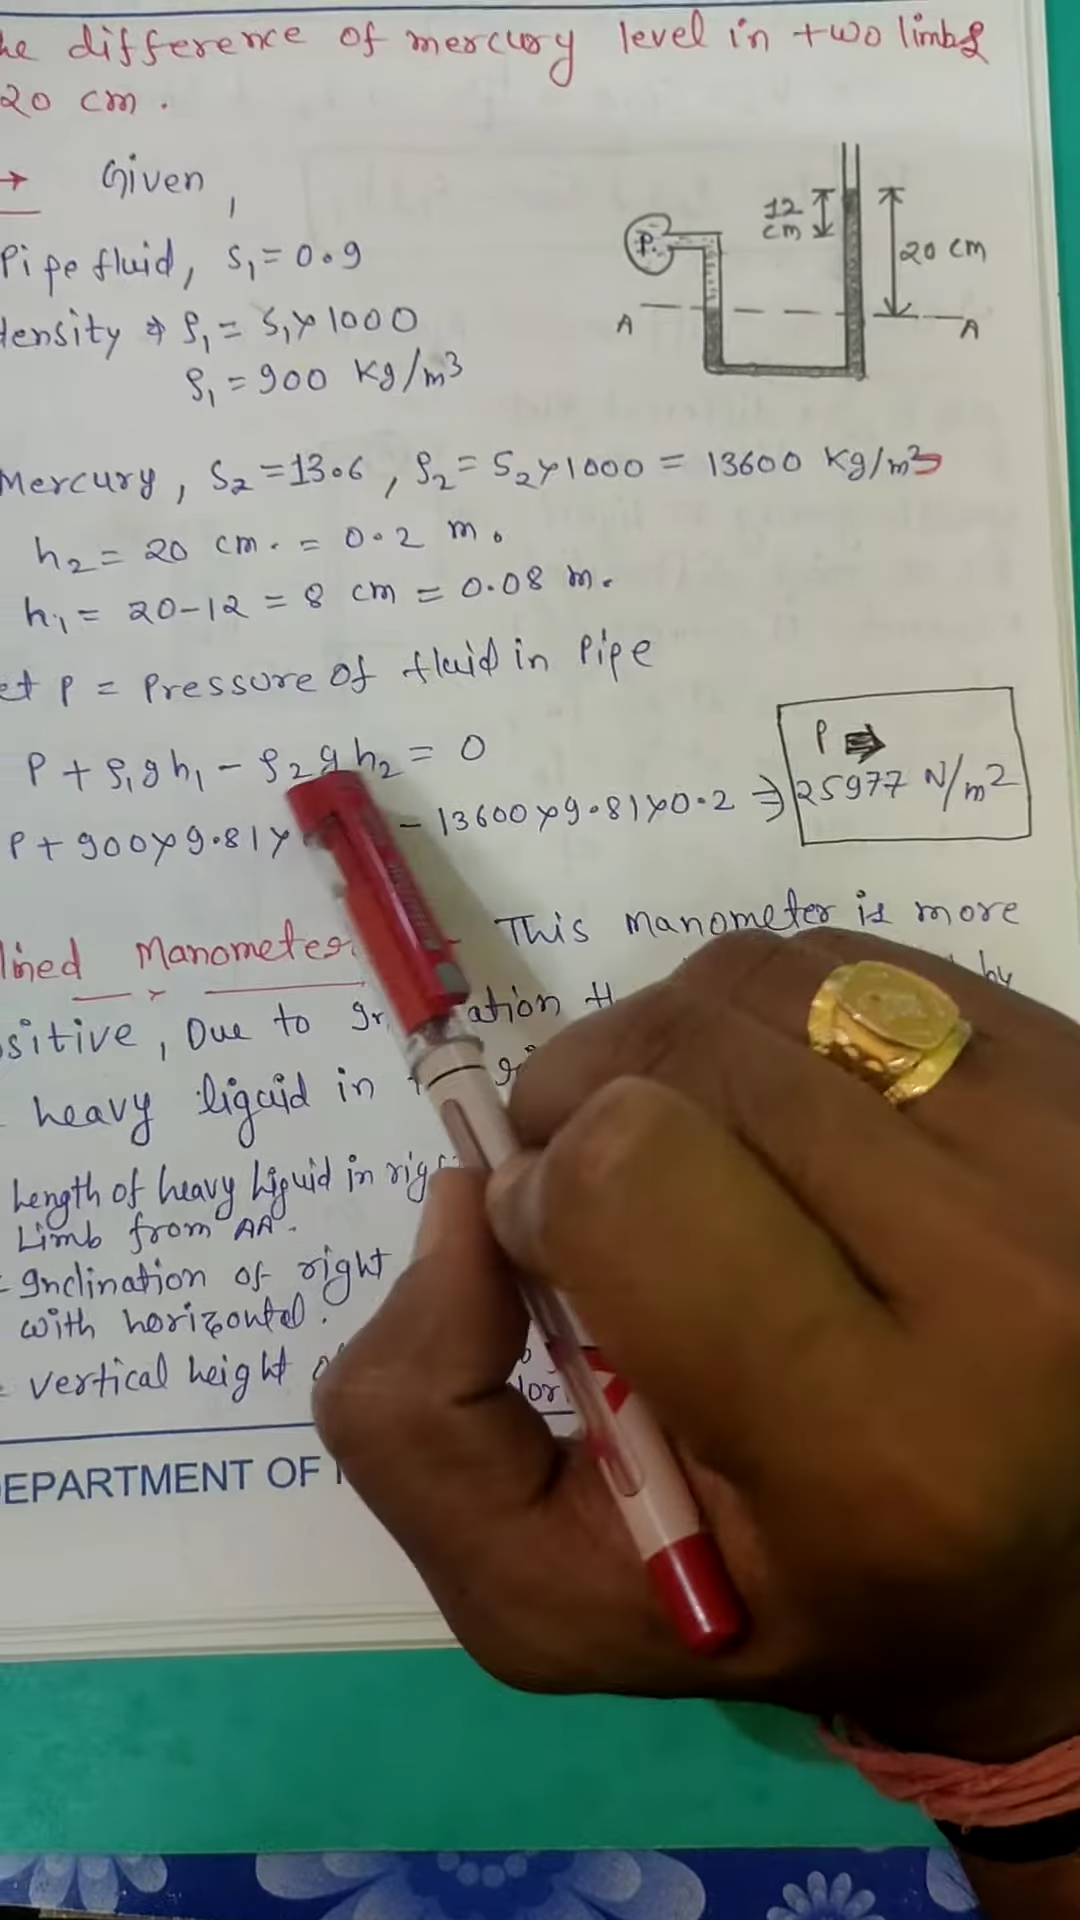 he difference of mercury level in two limbs
20 cm.
→ Given,
12 cm
20 cm
P.
A
A
Pipe fluid, S₁ = 0.9
density ⇒ ρ₁ = S₁ × 1000
ρ₁ = 900 kg/m³
Mercury, S₂ = 13.6, ρ₂ = S₂ × 1000 = 13600 kg/m³
h₂ = 20 cm. = 0.2 m.
h₁ = 20-12 = 8 cm = 0.08 m.
et P = Pressure of fluid in Pipe
P + ρ₁gh₁ - ρ₂gh₂ = 0
P + 900 × 9.81 × - 13600 × 9.81 × 0.2 ⇒
P ⇒
25977 N/m²
lined Manometer - This manometer is more
sitive, Due to by
heavy liquid in
Length of heavy liquid in
Limb from AA.
- Inclination of right
with horizontal.
- vertical height
EPARTMENT OF